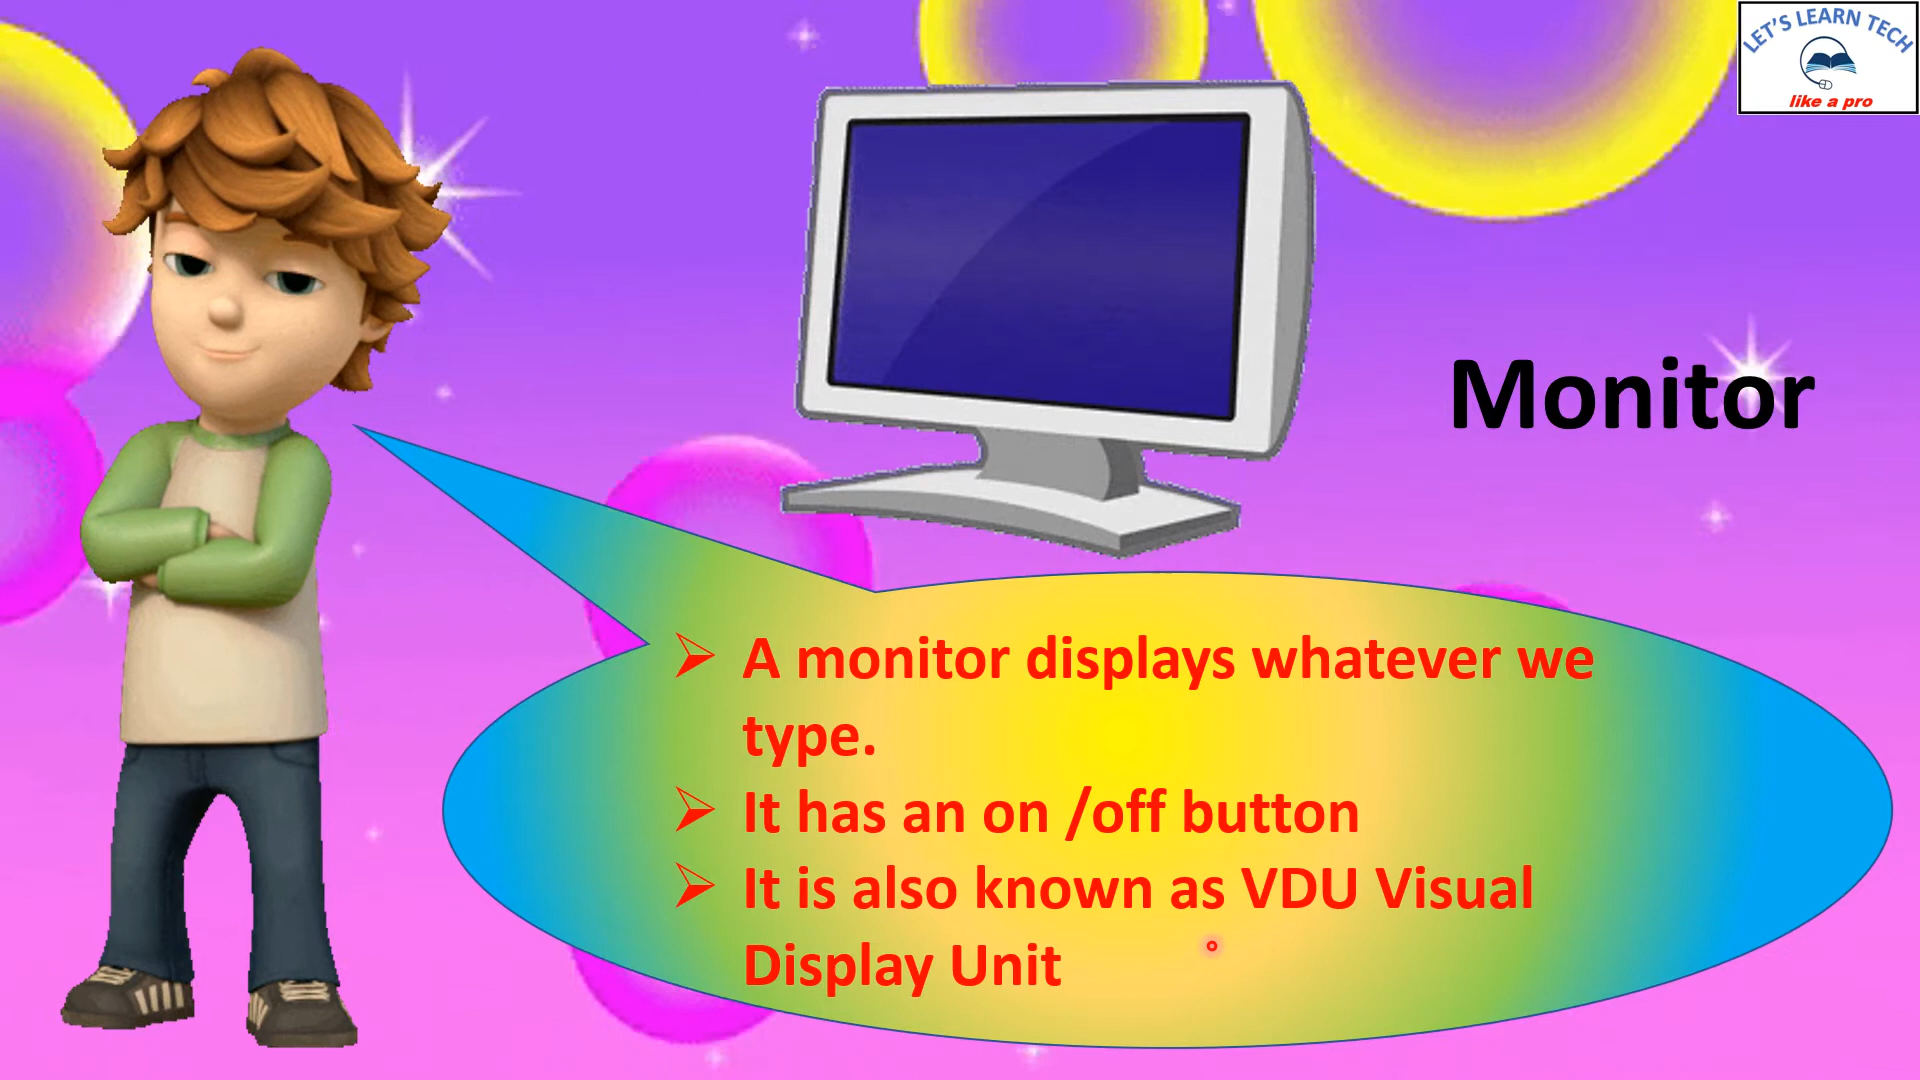 LET'S LEARN TECH
like a pro
Monitor
➢ A monitor displays whatever we
type.
➢ It has an on /off button
➢ It is also known as VDU Visual
Display Unit